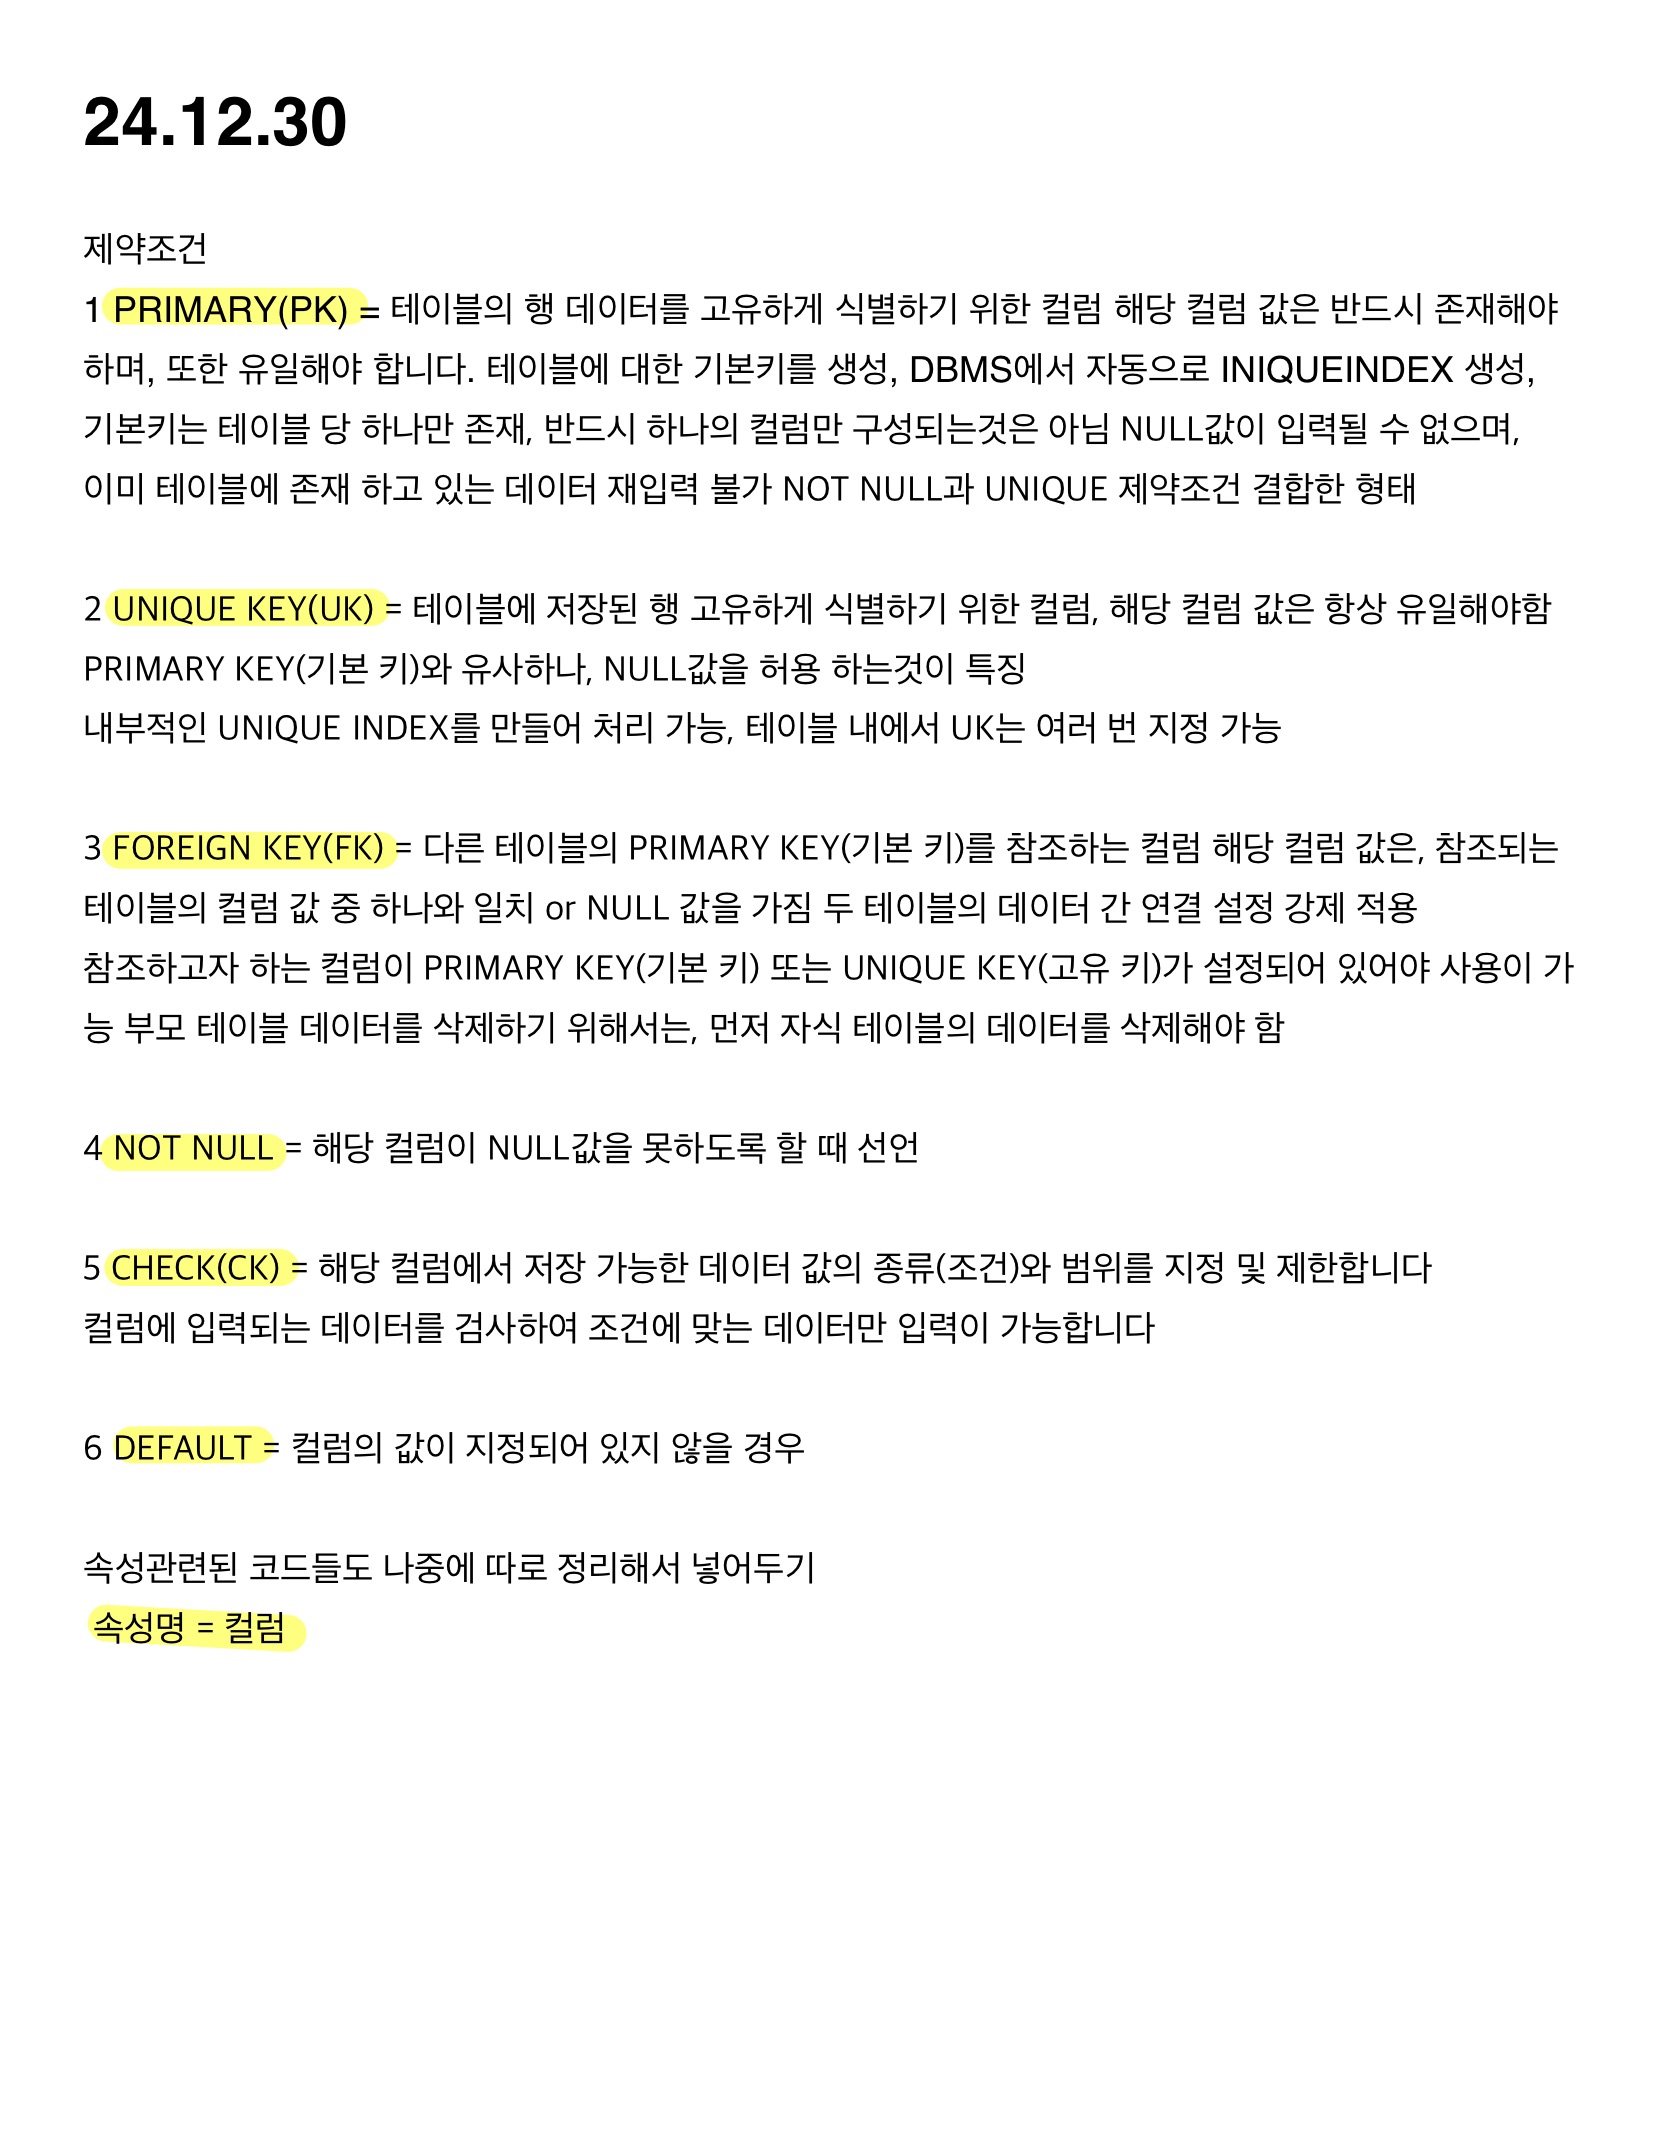 24.12.30
제약조건
1 PRIMARY(PK) = 테이블의 행 데이터를 고유하게 식별하기 위한 컬럼 해당 컬럼 값은 반드시 존재해야
하며, 또한 유일해야 합니다. 테이블에 대한 기본키를 생성, DBMS에서 자동으로 INIQUEINDEX 생성,
기본키는 테이블 당 하나만 존재, 반드시 하나의 컬럼만 구성되는것은 아님 NULL값이 입력될 수 없으며,
이미 테이블에 존재 하고 있는 데이터 재입력 불가 NOT NULL과 UNIQUE 제약조건 결합한 형태
2 UNIQUE KEY(UK) = 테이블에 저장된 행 고유하게 식별하기 위한 컬럼, 해당 컬럼 값은 항상 유일해야함
PRIMARY KEY(기본 키)와 유사하나, NULL값을 허용 하는것이 특징
내부적인 UNIQUE INDEX를 만들어 처리 가능, 테이블 내에서 UK는 여러 번 지정 가능
3 FOREIGN KEY(FK) = 다른 테이블의 PRIMARY KEY(기본 키)를 참조하는 컬럼 해당 컬럼 값은, 참조되는
테이블의 컬럼 값 중 하나와 일치 or NULL 값을 가짐 두 테이블의 데이터 간 연결 설정 강제 적용
참조하고자 하는 컬럼이 PRIMARY KEY(기본 키) 또는 UNIQUE KEY(고유 키)가 설정되어 있어야 사용이 가
능 부모 테이블 데이터를 삭제하기 위해서는, 먼저 자식 테이블의 데이터를 삭제해야 함
4 NOT NULL = 해당 컬럼이 NULL값을 못하도록 할 때 선언
5 CHECK(CK) = 해당 컬럼에서 저장 가능한 데이터 값의 종류(조건)와 범위를 지정 및 제한합니다
컬럼에 입력되는 데이터를 검사하여 조건에 맞는 데이터만 입력이 가능합니다
6 DEFAULT = 컬럼의 값이 지정되어 있지 않을 경우
속성관련된 코드들도 나중에 따로 정리해서 넣어두기
속성명 = 컬럼